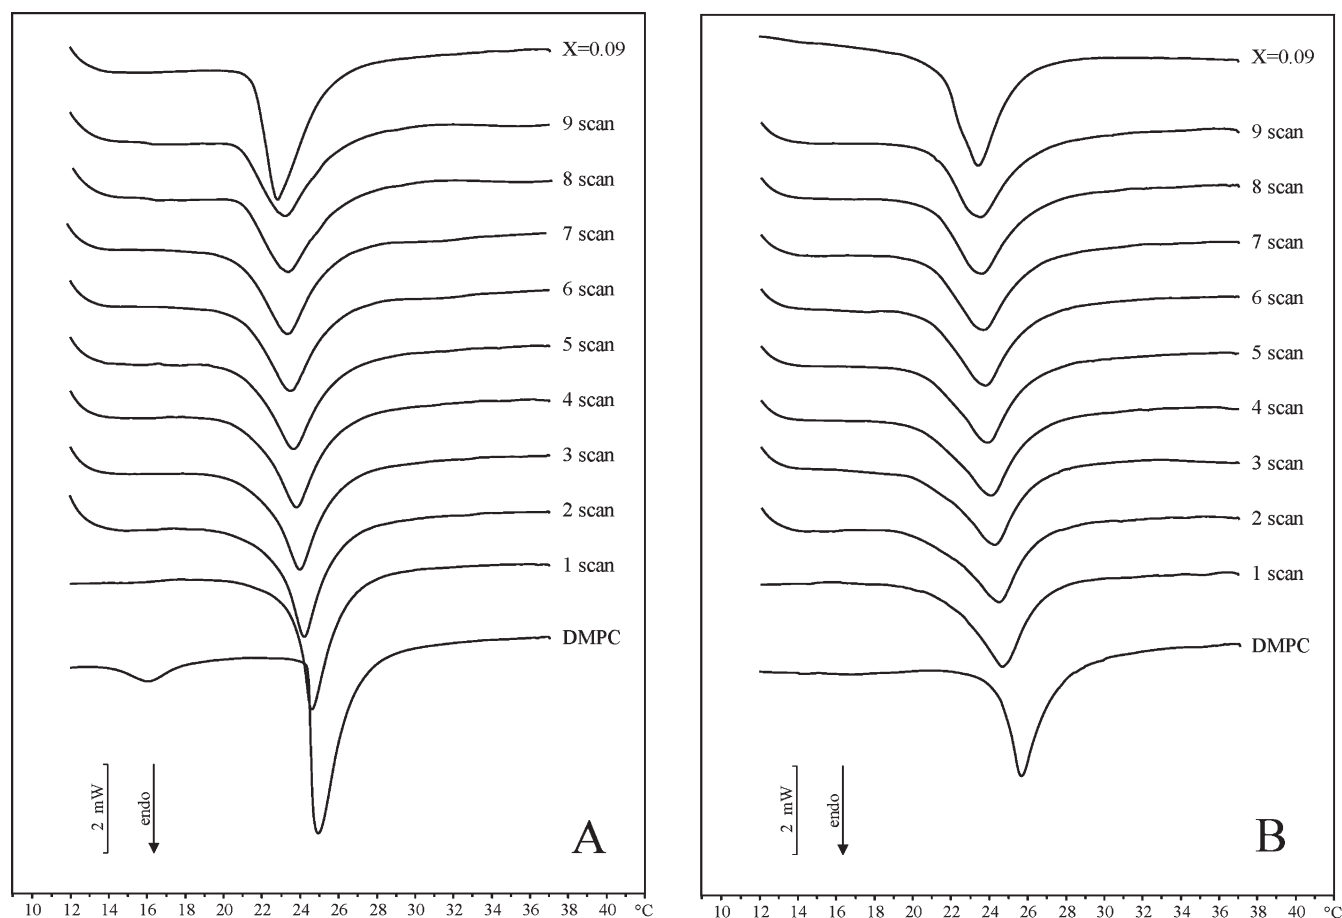 X=0.09
9 scan
8 scan
7 scan
6 scan
5 scan
4 scan
3 scan
2 scan
1 scan
DMPC
2 mW
endo
A
10 12 14 16 18 20 22 24 26 28 30 32 34 36 38 40 °C
X=0.09
9 scan
8 scan
7 scan
6 scan
5 scan
4 scan
3 scan
2 scan
1 scan
DMPC
2 mW
endo
B
10 12 14 16 18 20 22 24 26 28 30 32 34 36 38 40 °C